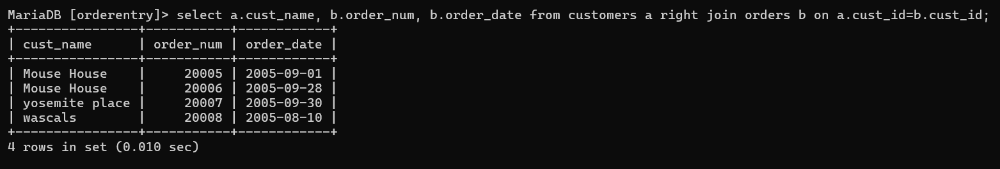 MariaDB [orderentry]> select a.cust_name, b.order_num, b.order_date from customers a right join orders b on a.cust_id=b.cust_id;
+----------------+-----------+------------+
| cust_name      | order_num | order_date |
+----------------+-----------+------------+
| Mouse House    |     20005 | 2005-09-01 |
| Mouse House    |     20006 | 2005-09-28 |
| yosemite place |     20007 | 2005-09-30 |
| wascals        |     20008 | 2005-08-10 |
+----------------+-----------+------------+
4 rows in set (0.010 sec)